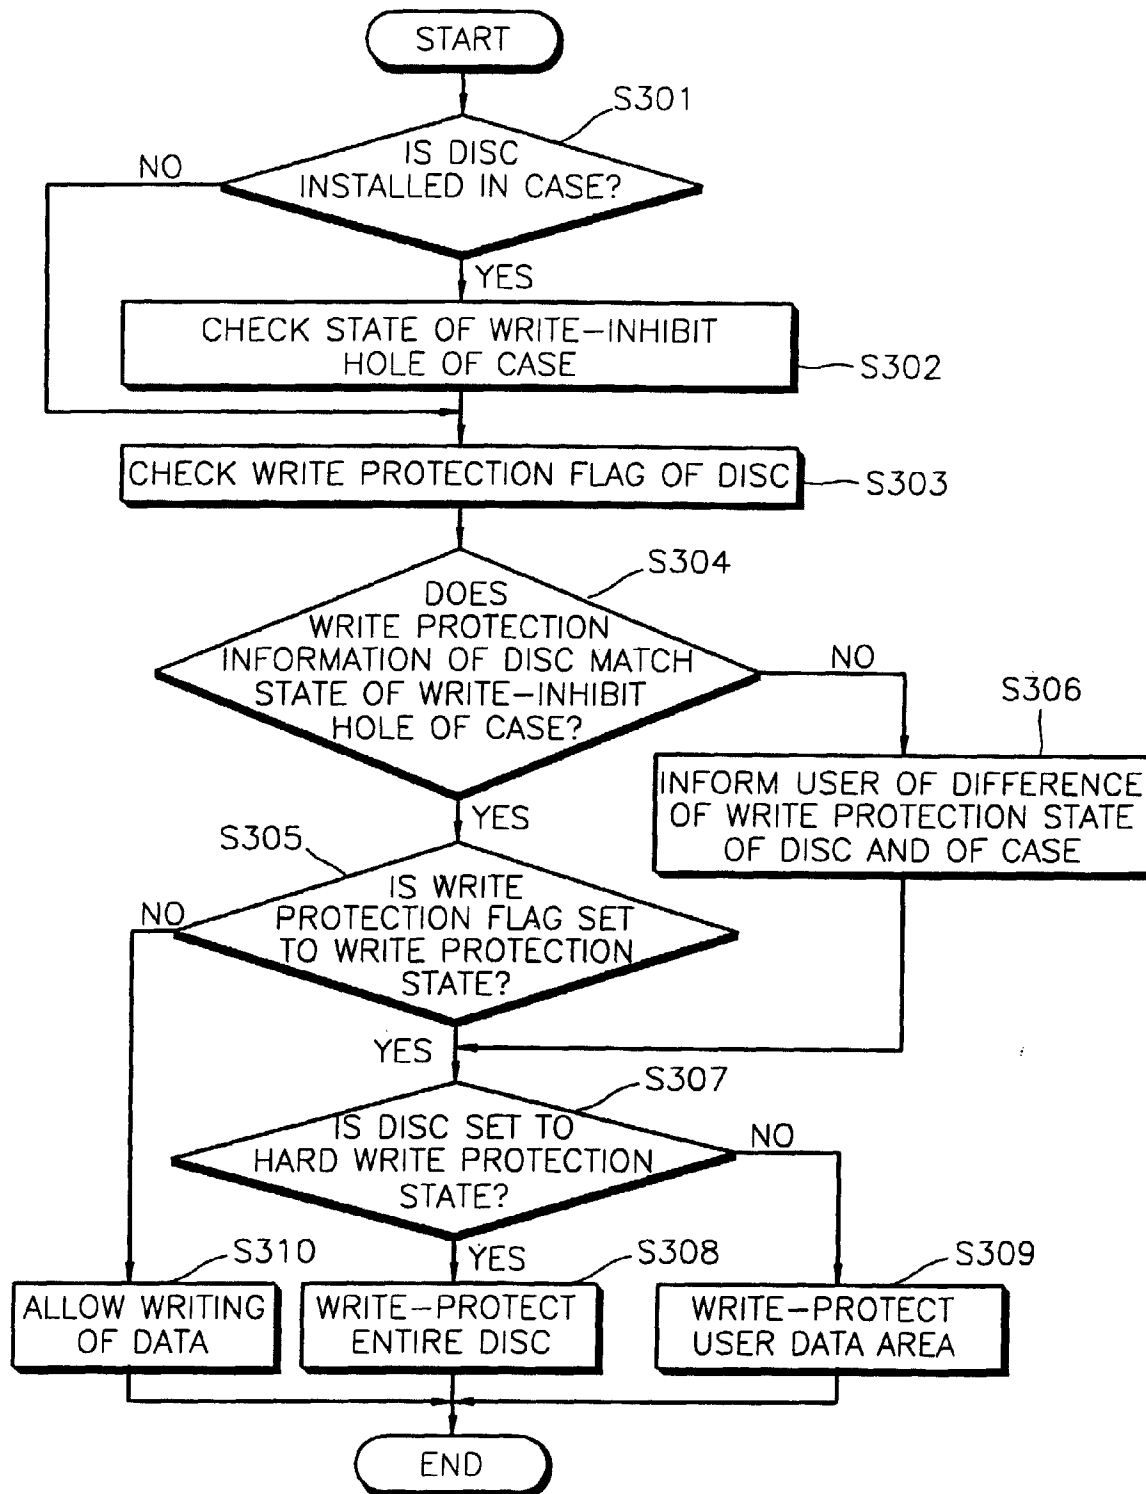 START
S301
IS DISC
INSTALLED IN CASE?
NO
YES
CHECK STATE OF WRITE-INHIBIT
HOLE OF CASE
S302
CHECK WRITE PROTECTION FLAG OF DISC
S303
S304
DOES
WRITE PROTECTION
INFORMATION OF DISC MATCH
STATE OF WRITE-INHIBIT
HOLE OF CASE?
NO
YES
S306
INFORM USER OF DIFFERENCE
OF WRITE PROTECTION STATE
OF DISC AND OF CASE
S305
IS WRITE
PROTECTION FLAG SET
TO WRITE PROTECTION
STATE?
NO
YES
S307
IS DISC SET TO
HARD WRITE PROTECTION
STATE?
NO
YES
S310
ALLOW WRITING
OF DATA
S308
WRITE-PROTECT
ENTIRE DISC
S309
WRITE-PROTECT
USER DATA AREA
END